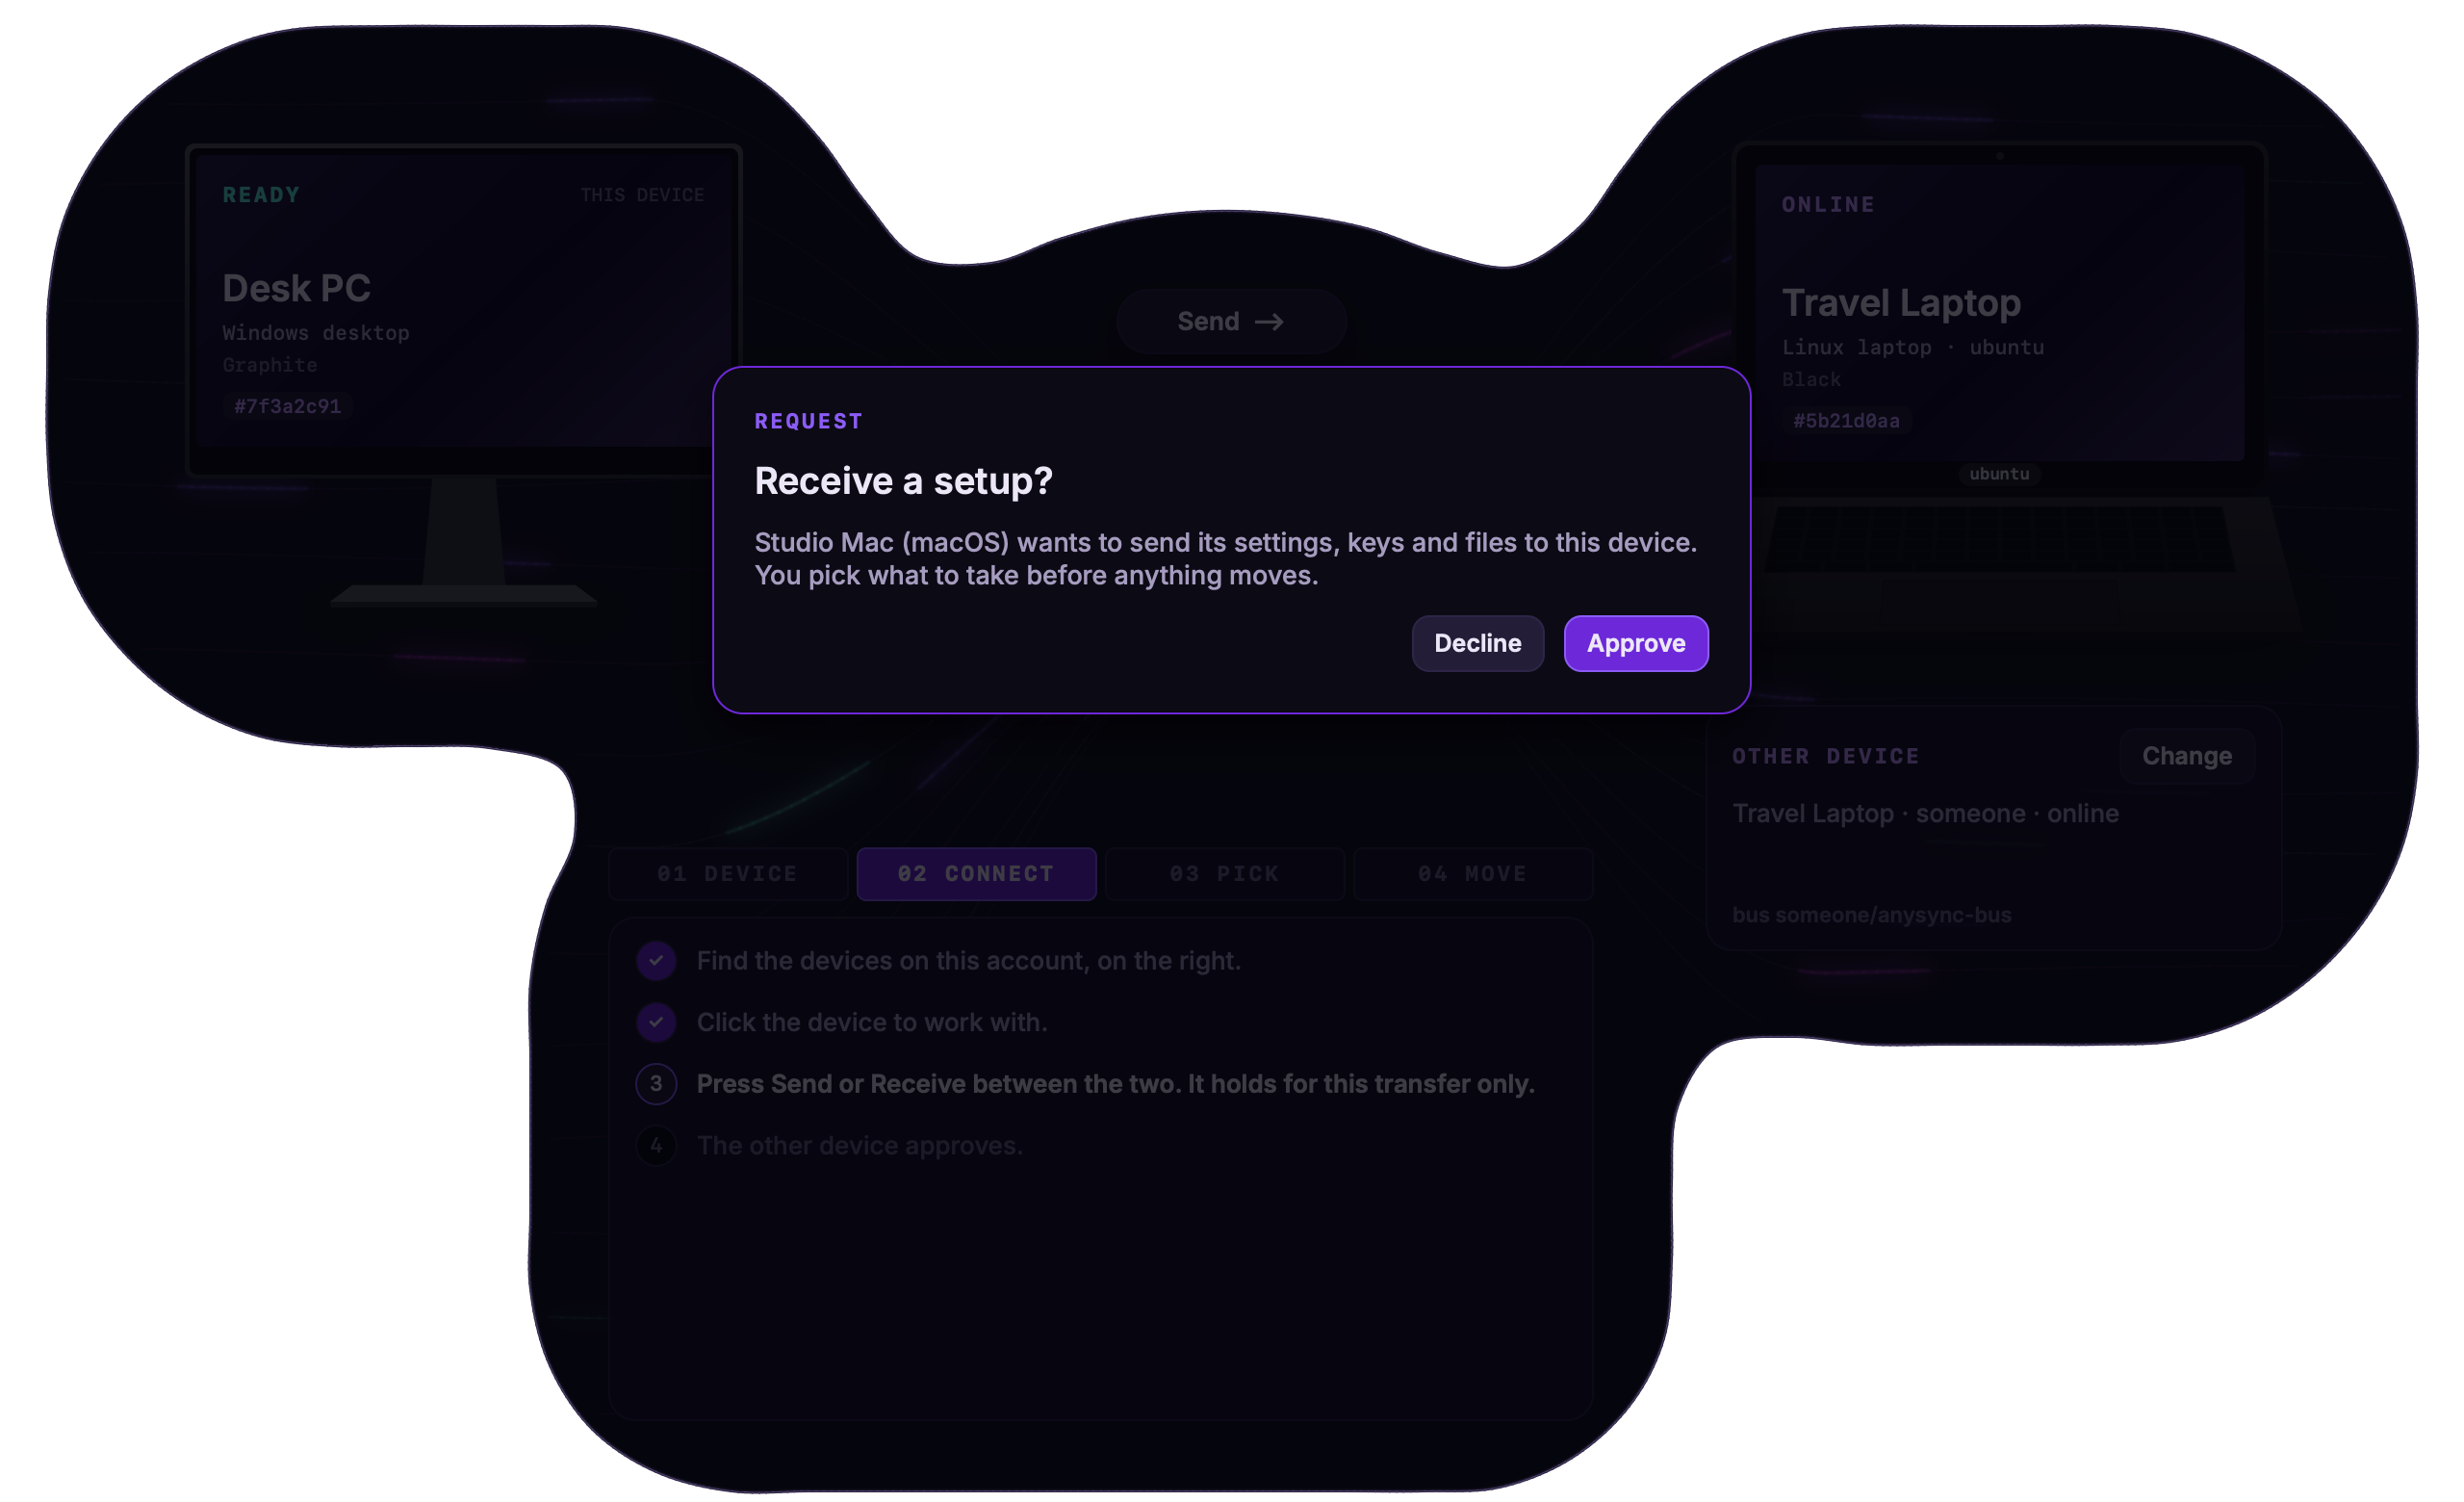 READY
THIS DEVICE
Desk PC
Windows desktop
Graphite
#7f3a2c91
Send →
ONLINE
Travel Laptop
Linux laptop · ubuntu
Black
#5b21d0aa
ubuntu
REQUEST
Receive a setup?
Studio Mac (macOS) wants to send its settings, keys and files to this device.
You pick what to take before anything moves.
Decline
Approve
OTHER DEVICE
Change
Travel Laptop · someone · online
bus someone/anysync-bus
01 DEVICE
02 CONNECT
03 PICK
04 MOVE
Find the devices on this account, on the right.
Click the device to work with.
3 Press Send or Receive between the two. It holds for this transfer only.
4 The other device approves.